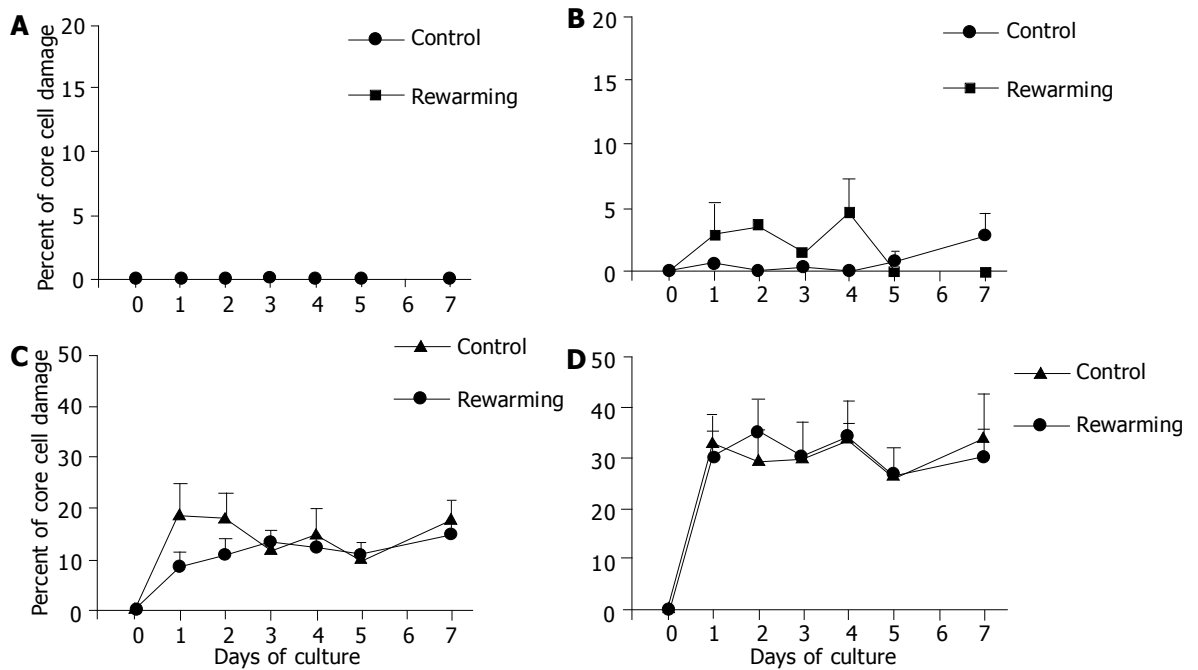 A
Percent of core cell damage
20
15
10
5
0
0 1 2 3 4 5 6 7
Control
Rewarming
B
20
15
10
5
0
0 1 2 3 4 5 6 7
Control
Rewarming
C
Percent of core cell damage
50
40
30
20
10
0
0 1 2 3 4 5 6 7
Days of culture
Control
Rewarming
D
50
40
30
20
10
0
0 1 2 3 4 5 6 7
Days of culture
Control
Rewarming